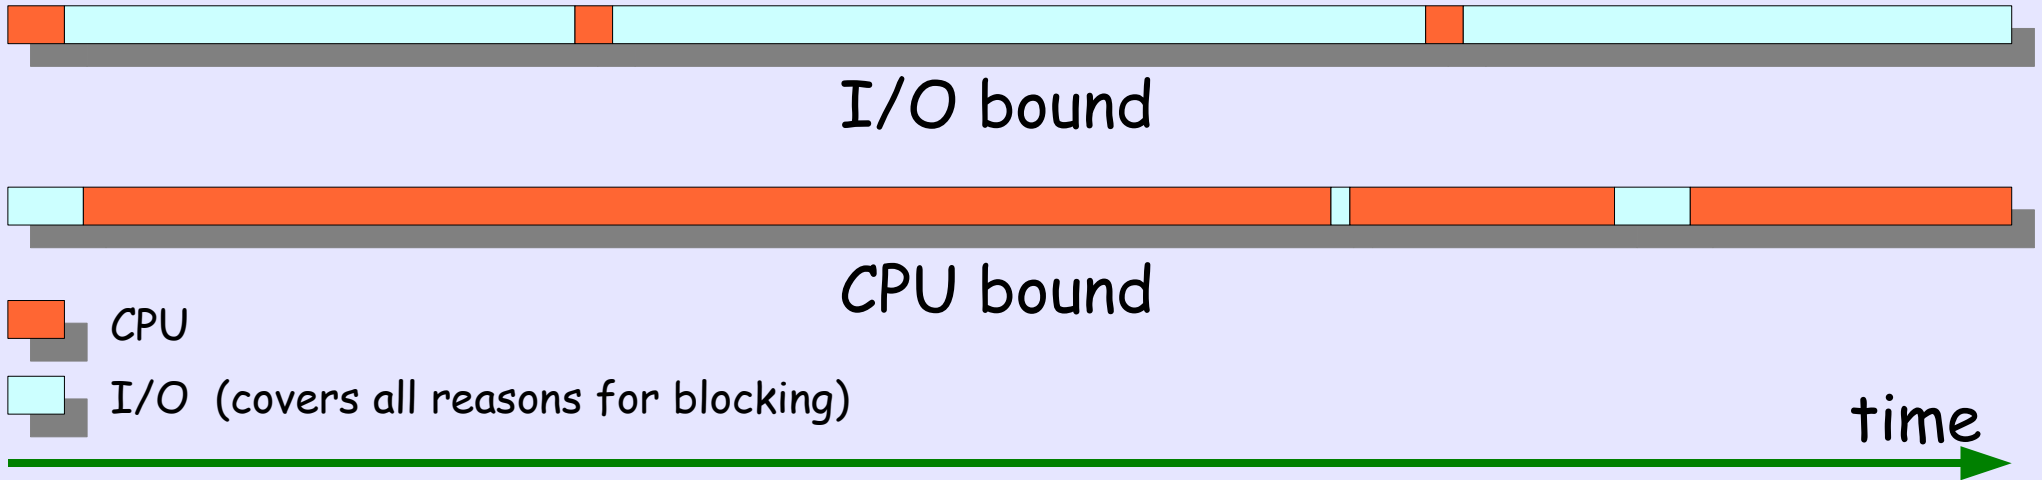 I/O bound
CPU bound
CPU
I/O (covers all reasons for blocking)
time